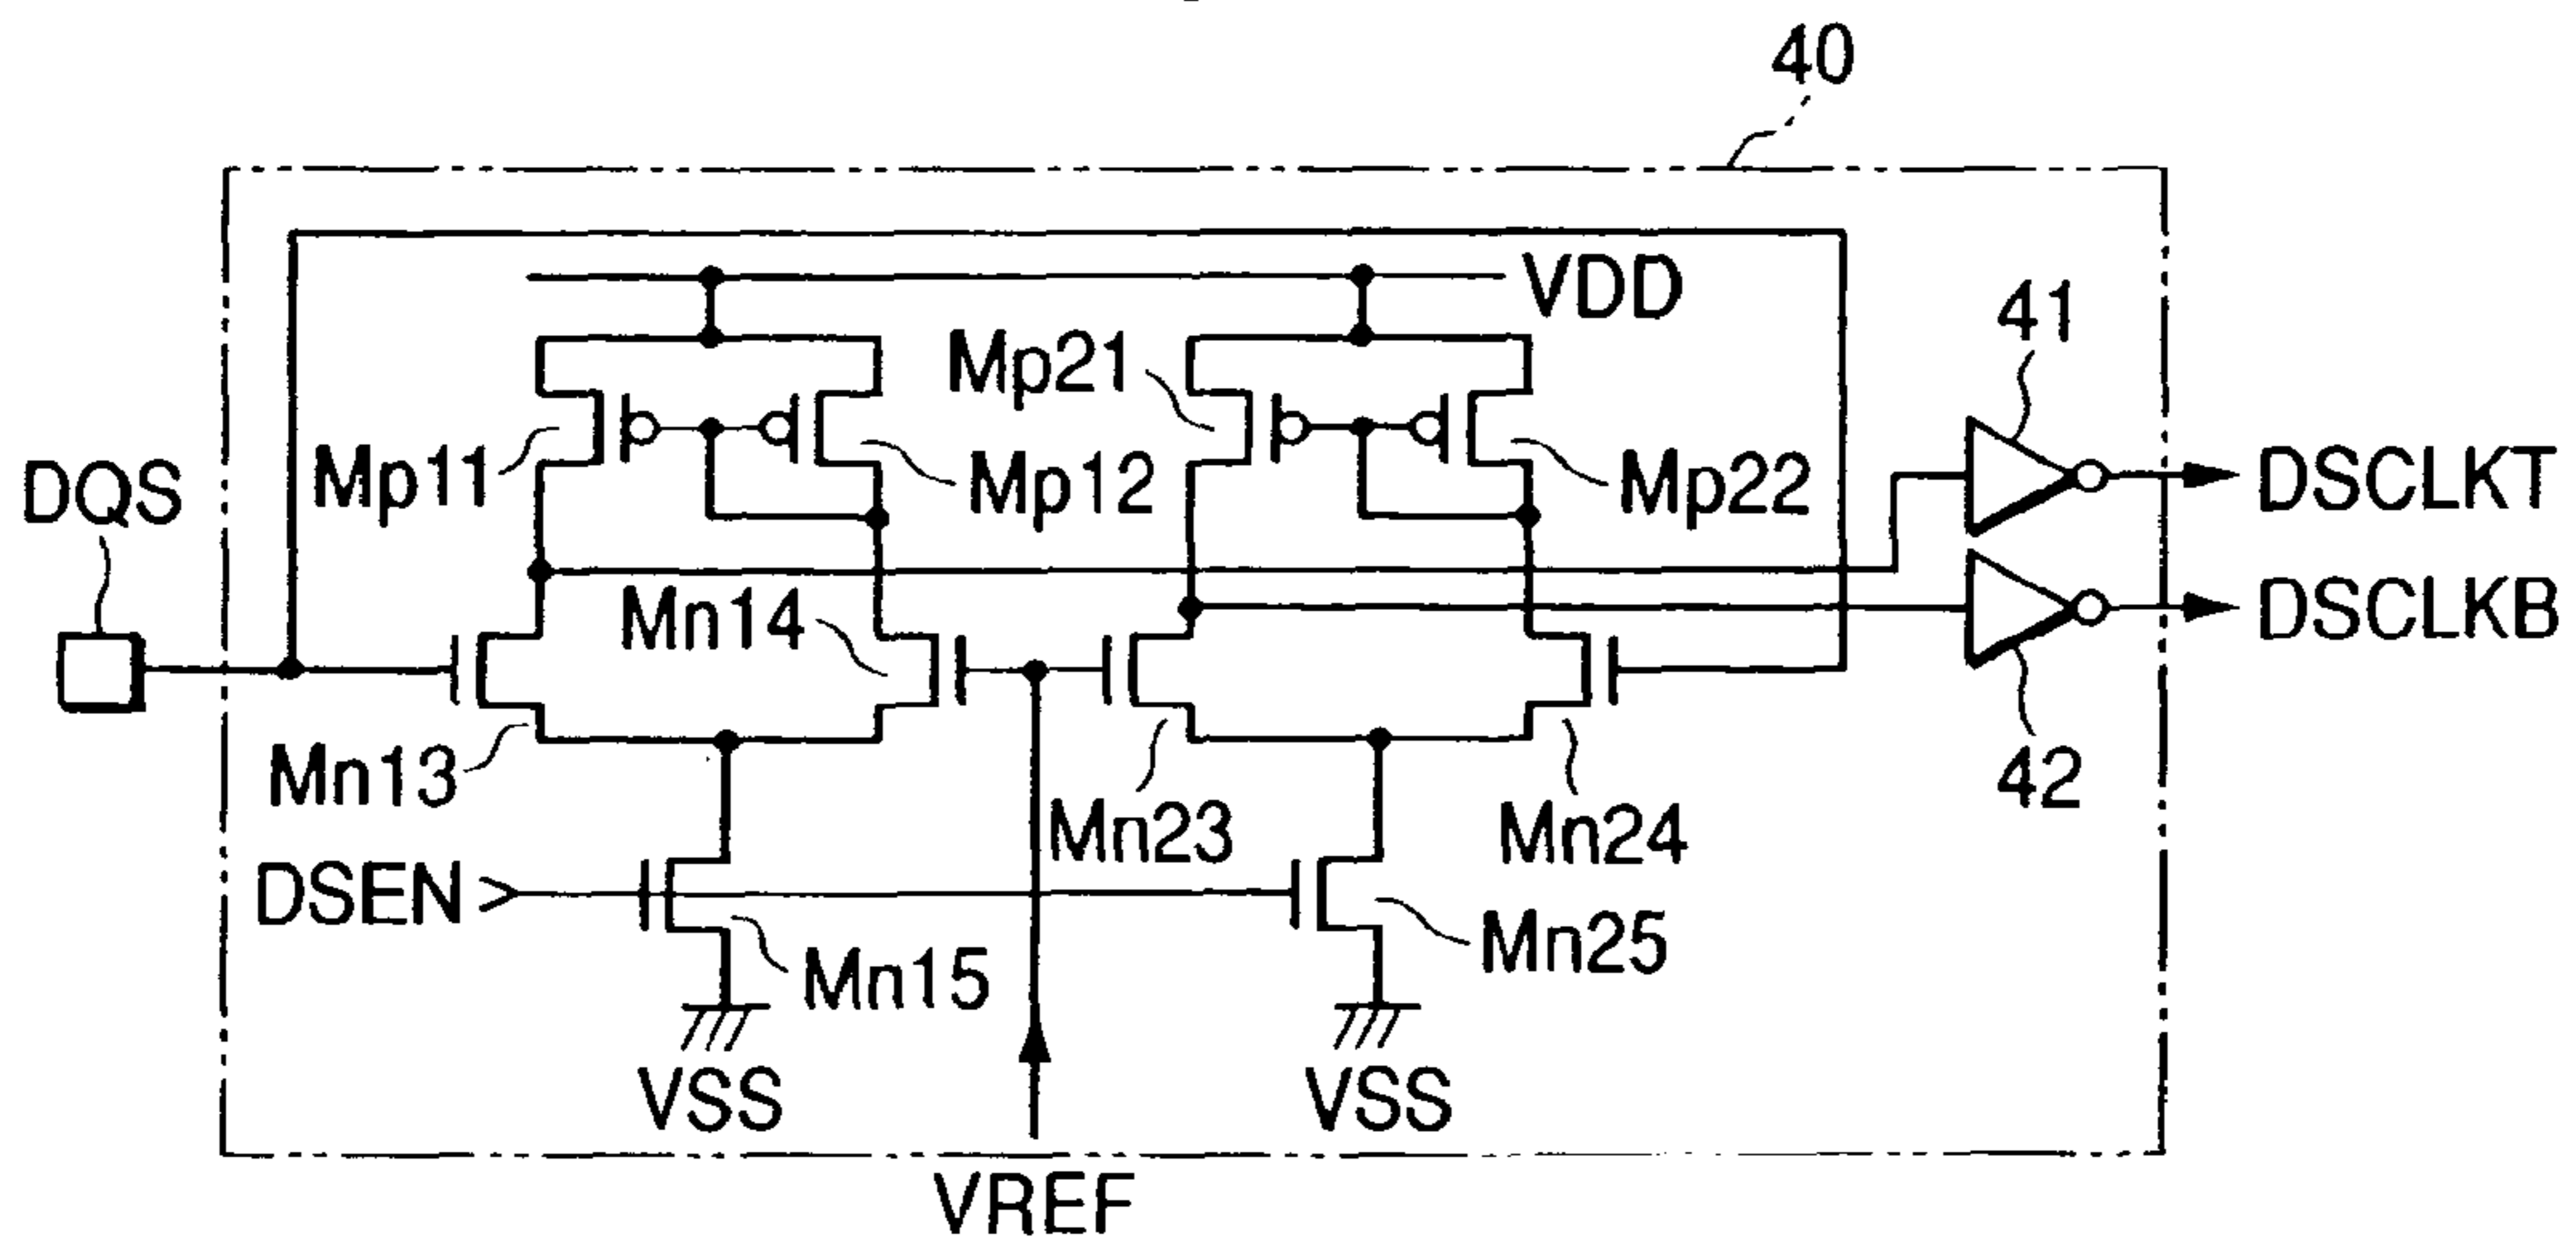 40
VDD
41
Mp21
DQS
Mp11
Mp12
Mp22
DSCLKT
Mn14
DSCLKB
Mn13
42
Mn23
Mn24
DSEN
Mn15
Mn25
VSS
VSS
VREF